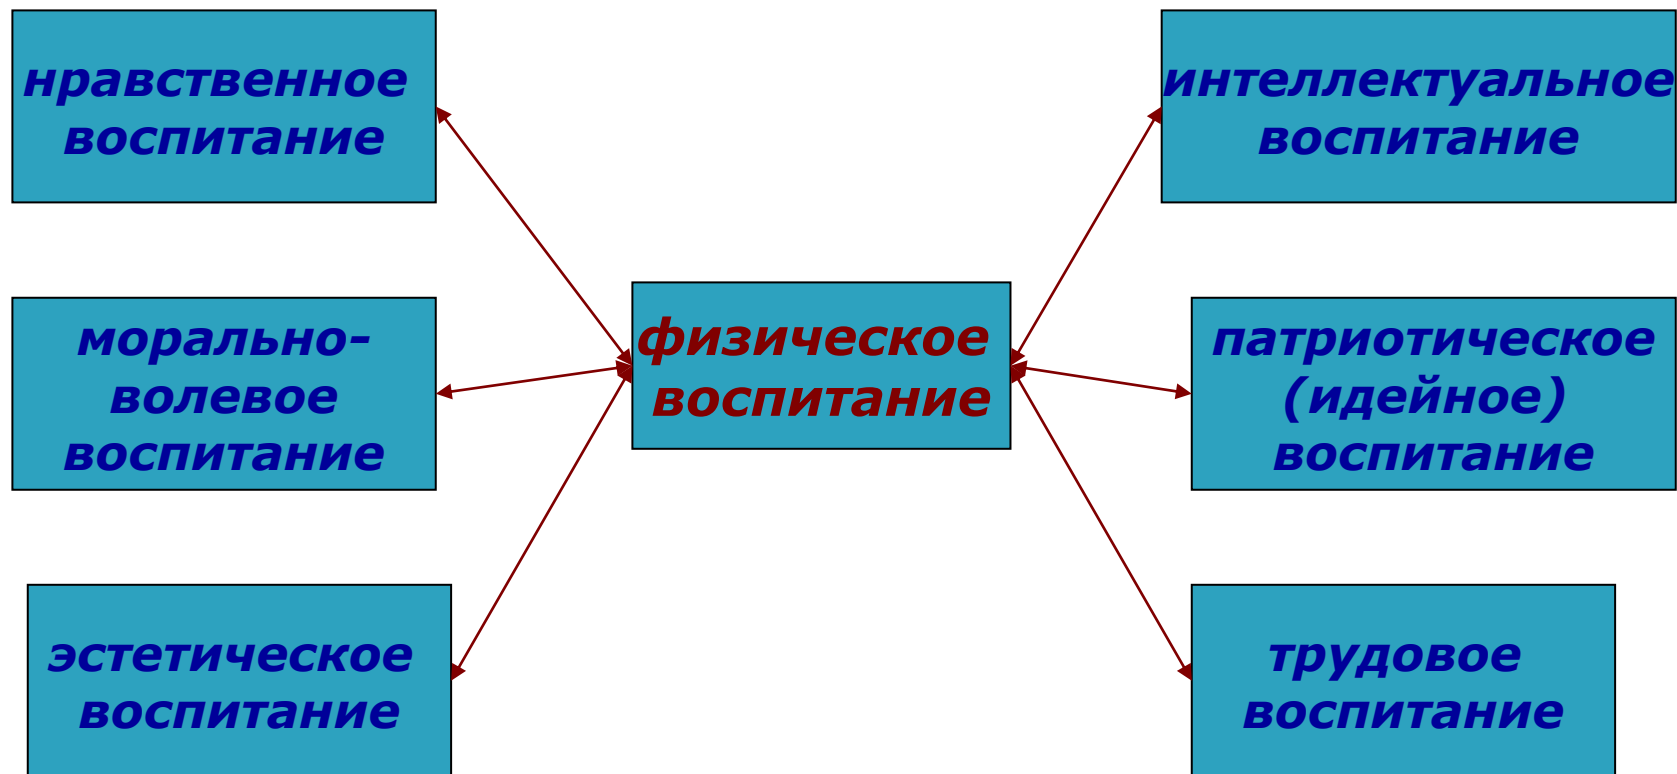 нравственное
воспитание
интеллектуальное
воспитание
морально-
волевое
воспитание
физическое
воспитание
патриотическое
(идейное)
воспитание
эстетическое
воспитание
трудовое
воспитание